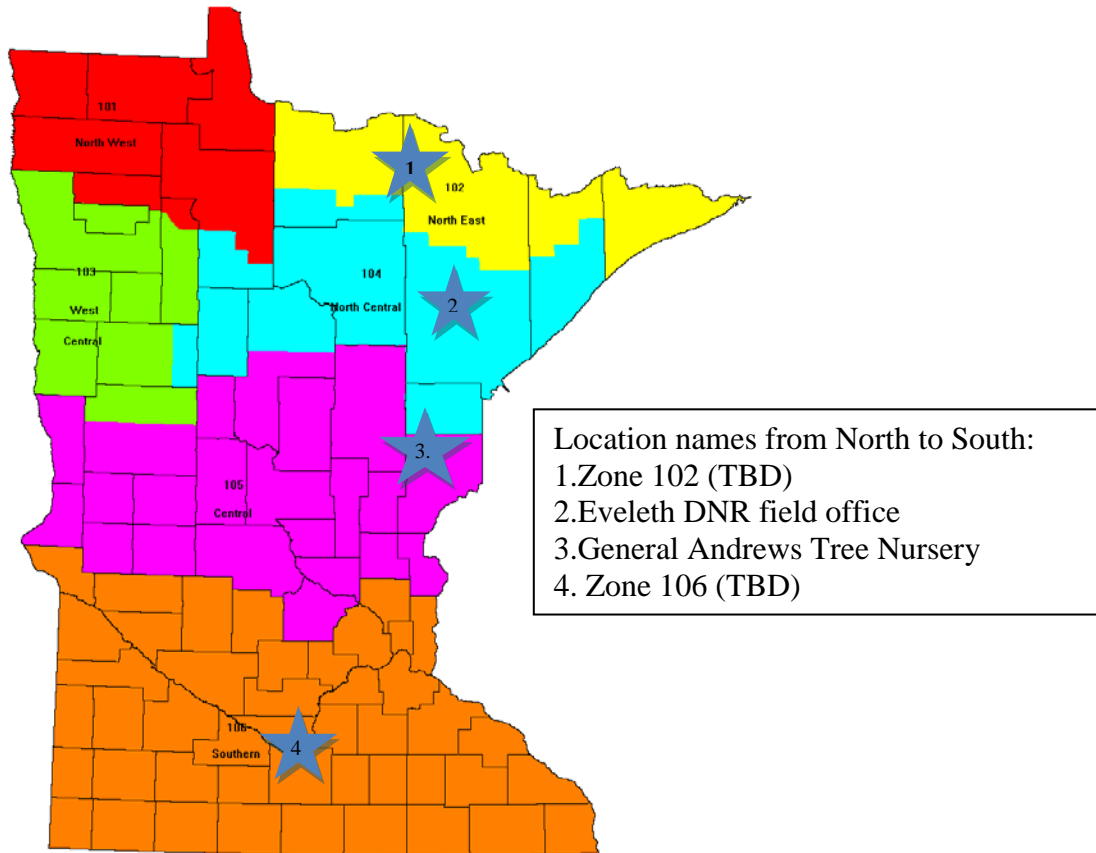 101
North West
1
102
North East
103
West
Central
104
North Central
2
3.
105
Central
Location names from North to South:
1.Zone 102 (TBD)
2.Eveleth DNR field office
3.General Andrews Tree Nursery
4. Zone 106 (TBD)
106
Southern
4